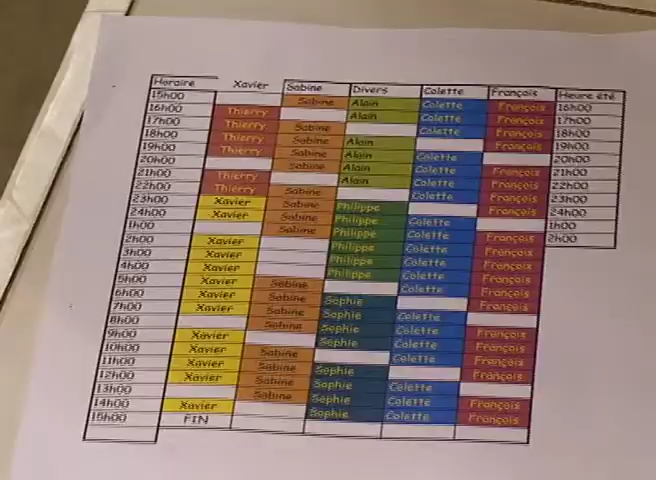 Horaire Xavier Sabine Divers Colette François Heure été
15h00 Sabine Alain Colette François 16h00
16h00 Thierry Alain Colette François 17h00
17h00 Thierry Sabine Colette François 18h00
18h00 Thierry Sabine Alain François 19h00
19h00 Thierry Sabine Alain Colette 20h00
20h00 Sabine Alain Colette François 21h00
21h00 Thierry Alain Colette François 22h00
22h00 Thierry Sabine Colette François 23h00
23h00 Xavier Sabine Philippe François 24h00
24h00 Xavier Sabine Philippe Colette 1h00
1h00 Sabine Philippe Colette François 2h00
2h00 Xavier Philippe Colette François
3h00 Xavier Philippe Colette François
4h00 Xavier Philippe Colette François
5h00 Xavier Sabine Colette François
6h00 Xavier Sabine Sophie François
7h00 Xavier Sabine Sophie Colette
8h00 Sabine Sophie Colette François
9h00 Xavier Sophie Colette François
10h00 Xavier Sabine Colette François
11h00 Xavier Sabine Sophie François
12h00 Xavier Sabine Sophie Colette
13h00 Sabine Sophie Colette François
14h00 Xavier Sophie Colette François
15h00 FIN